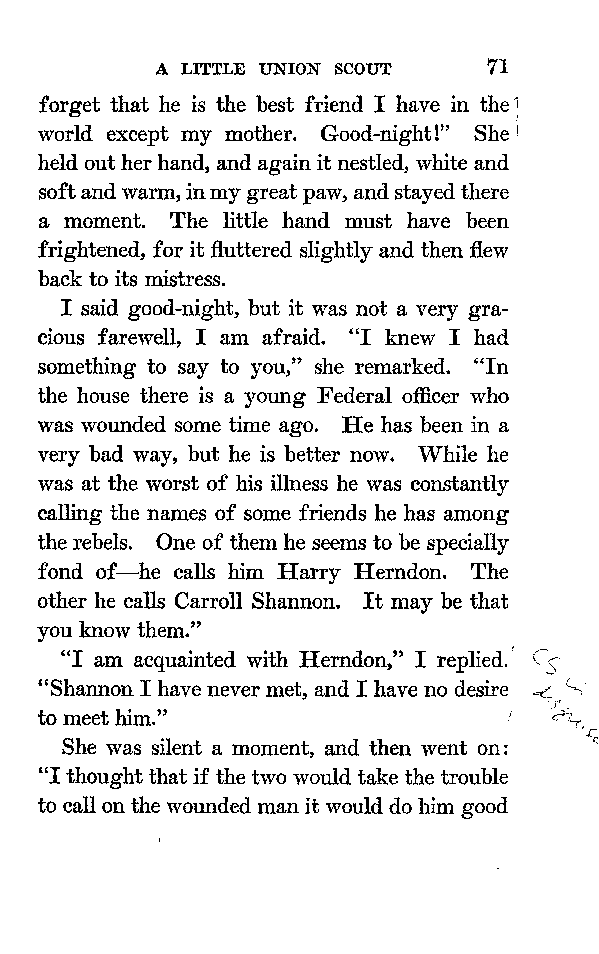 A LITTLE UNION SCOUT 71
forget that he is the best friend I have in the
world except my mother. Good-night!” She
held out her hand, and again it nestled, white and
soft and warm, in my great paw, and stayed there
a moment. The little hand must have been
frightened, for it fluttered slightly and then flew
back to its mistress.
I said good-night, but it was not a very gra-
cious farewell, I am afraid. “I knew I had
something to say to you,” she remarked. “In
the house there is a young Federal officer who
was wounded some time ago. He has been in a
very bad way, but he is better now. While he
was at the worst of his illness he was constantly
calling the names of some friends he has among
the rebels. One of them he seems to be specially
fond of—he calls him Harry Herndon. The
other he calls Carroll Shannon. It may be that
you know them.”
“I am acquainted with Herndon,” I replied.
“Shannon I have never met, and I have no desire
to meet him.”
She was silent a moment, and then went on:
“I thought that if the two would take the trouble
to call on the wounded man it would do him good